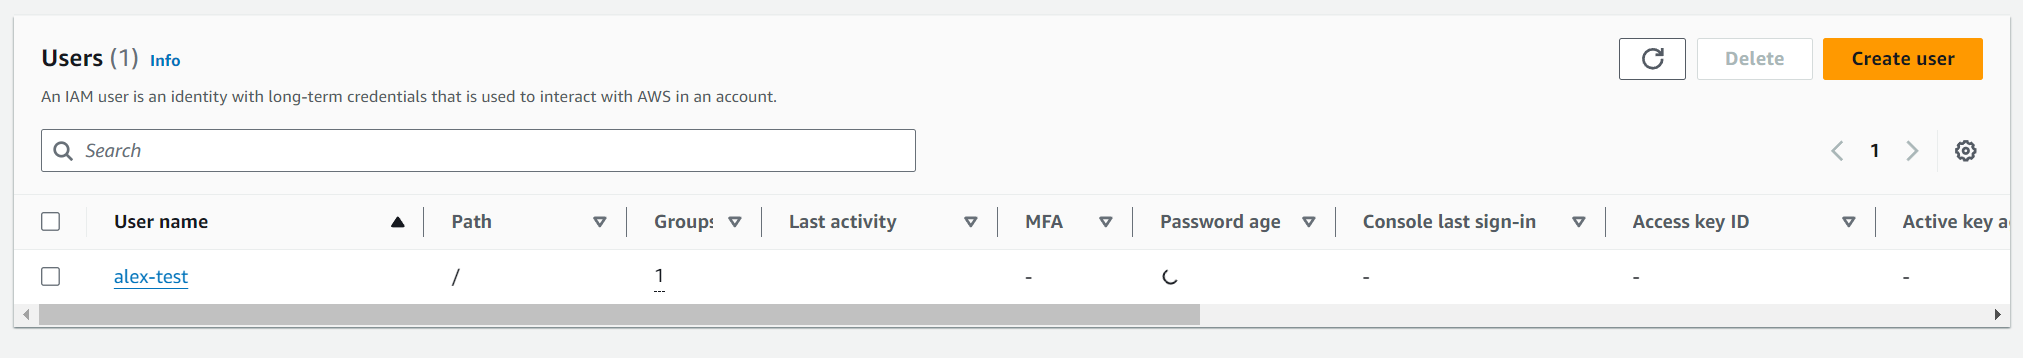 Users (1) Info
Delete
Create user
An IAM user is an identity with long-term credentials that is used to interact with AWS in an account.
Search
1
User name Path Groups Last activity MFA Password age Console last sign-in Access key ID Active key a
alex-test / 1 - - - -